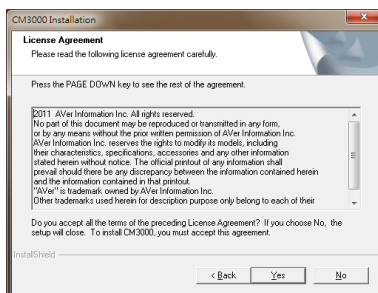 CM3000 Installation
License Agreement
Please read the following license agreement carefully.
Press the PAGE DOWN key to see the rest of the agreement.
2011 AVer Information Inc. All rights reserved.
No part of this document may be reproduced or transmitted in any form,
or by any means without the prior written permission of AVer Information Inc.
AVer Information Inc. reserves the rights to modify its models, including
their characteristics, specifications, accessories and any other information
stated herein without notice. The official printout of any information shall
prevail should there be any discrepancy between the information contained herein
and the information contained in that printout.
"AVer" is trademark owned by AVer Information Inc.
Other trademarks used herein for description purpose only belong to each of their
Do you accept all the terms of the preceding License Agreement? If you choose No, the
setup will close. To install CM3000, you must accept this agreement.
InstallShield
< Back
Yes
No